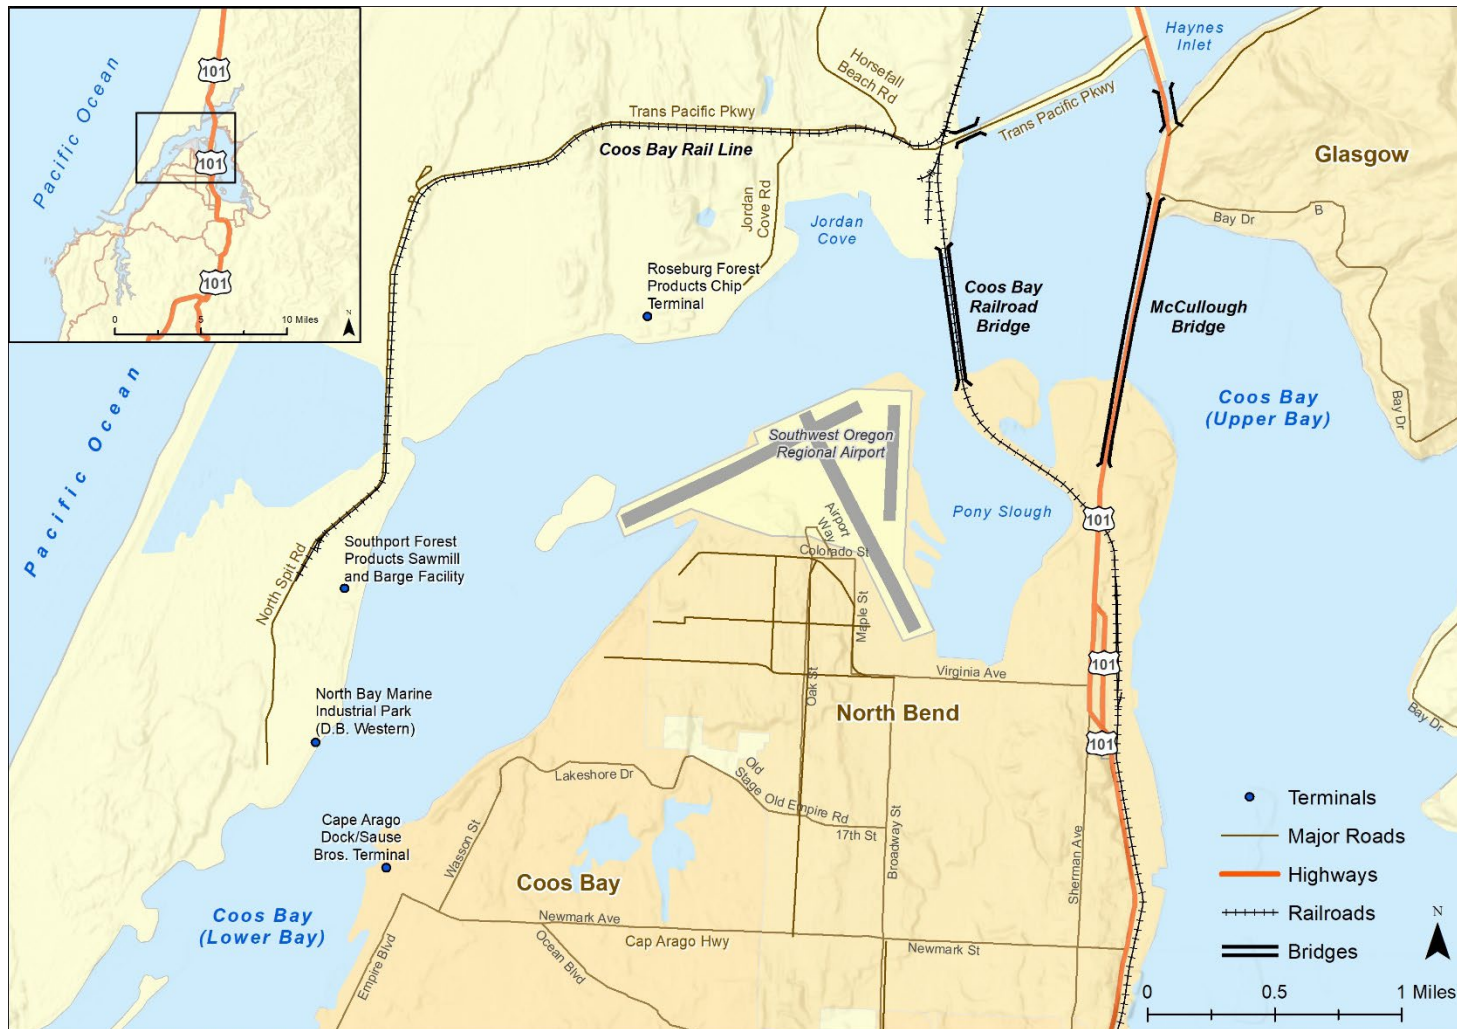 Pacific Ocean
101
101
101
0
5
10 Miles
N
Haynes
Inlet
Horsefall
Beach Rd
Trans Pacific Pkwy
Trans Pacific Pkwy
Coos Bay Rail Line
Glasgow
Jordan
Cove Rd
Jordan
Cove
Bay Dr
B
Roseburg Forest
Products Chip
Terminal
Coos Bay
Railroad
Bridge
McCullough
Bridge
Pacific Ocean
Coos Bay
(Upper Bay)
Bay Dr
Southwest Oregon
Regional Airport
Pony Slough
101
Airport
Way
Colorado St
Southport Forest
Products Sawmill
and Barge Facility
North Spit Rd
Maple St
101
Virginia Ave
Oak St
North Bend
North Bay Marine
Industrial Park
(D.B. Western)
Bay Dr
101
Lakeshore Dr
Old
Stage
Old Empire Rd
17th St
Broadway St
Sherman Ave
Cape Arago
Dock/Sause
Bros. Terminal
Wasson St
Coos Bay
Coos Bay
(Lower Bay)
Newmark Ave
Cap Arago Hwy
Newmark St
Empire Blvd
Ocean Blvd
Terminals
Major Roads
Highways
Railroads
Bridges
N
0
0.5
1 Miles